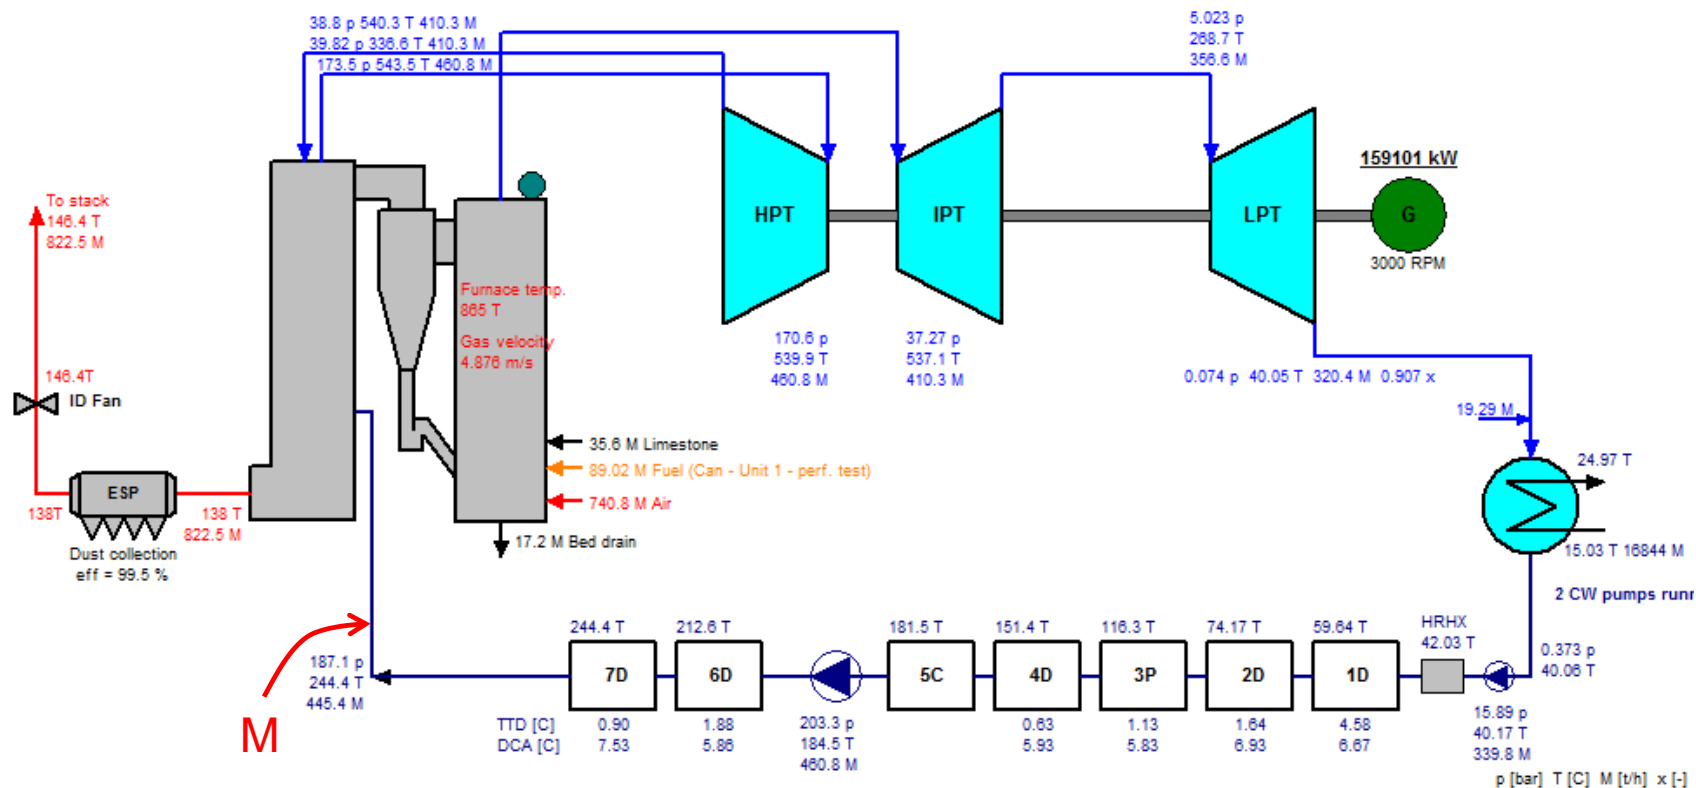 38.8 p 540.3 T 410.3 M
39.82 p 336.6 T 410.3 M
173.5 p 543.5 T 460.8 M
5.023 p
268.7 T
356.6 M
159101 kW
To stack
146.4 T
822.5 M
HPT
IPT
LPT
G
3000 RPM
Furnace temp.
865 T
Gas velocity
4.876 m/s
170.6 p
539.9 T
460.8 M
37.27 p
537.1 T
410.3 M
0.074 p 40.05 T 320.4 M 0.907 x
146.4T
ID Fan
19.29 M
35.6 M Limestone
89.02 M Fuel (Can - Unit 1 - perf. test)
740.8 M Air
24.97 T
ESP
138T
138 T
822.5 M
17.2 M Bed drain
15.03 T 16844 M
Dust collection
eff = 99.5 %
2 CW pumps runn
244.4 T
212.6 T
181.5 T
151.4 T
116.3 T
74.17 T
59.64 T
HRHX
42.03 T
0.373 p
40.06 T
187.1 p
244.4 T
445.4 M
7D
6D
5C
4D
3P
2D
1D
M
TTD [C]
0.90
1.88
0.63
1.13
1.64
4.58
DCA [C]
7.53
5.86
5.93
5.83
6.93
6.67
203.3 p
184.5 T
460.8 M
15.89 p
40.17 T
339.8 M
p [bar] T [C] M [t/h] x [-]